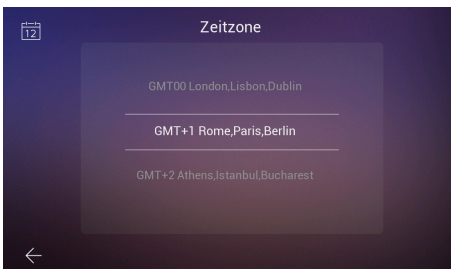 12
Zeitzone
GMT00 London,Lisbon,Dublin
GMT+1 Rome,Paris,Berlin
GMT+2 Athens,Istanbul,Bucharest